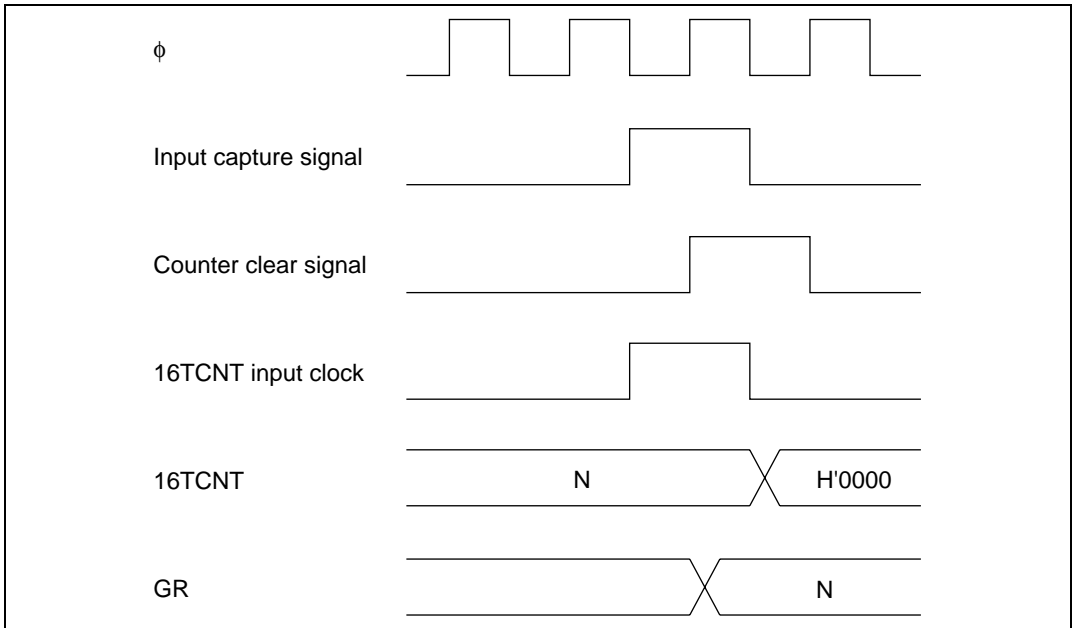 ϕ
Input capture signal
Counter clear signal
16TCNT input clock
16TCNT N H'0000
GR N